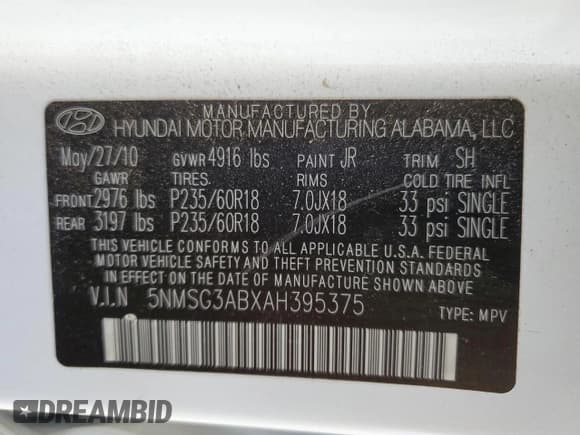 MANUFACTURED BY
HYUNDAI MOTOR MANUFACTURING ALABAMA, LLC
May/27/10 GVWR 4916 lbs PAINT JR TRIM SH
GAWR TIRES RIMS COLD TIRE INFL
FRONT 2976 lbs P235/60R18 7.0JX18 33 psi SINGLE
REAR 3197 lbs P235/60R18 7.0JX18 33 psi SINGLE
THIS VEHICLE CONFORMS TO ALL APPLICABLE U.S.A. FEDERAL
MOTOR VEHICLE SAFETY AND THEFT PREVENTION STANDARDS
IN EFFECT ON THE DATE OF MANUFACTURE SHOWN ABOVE.
V.I.N 5NMSG3ABXAH395375
TYPE: MPV
DREAMBID